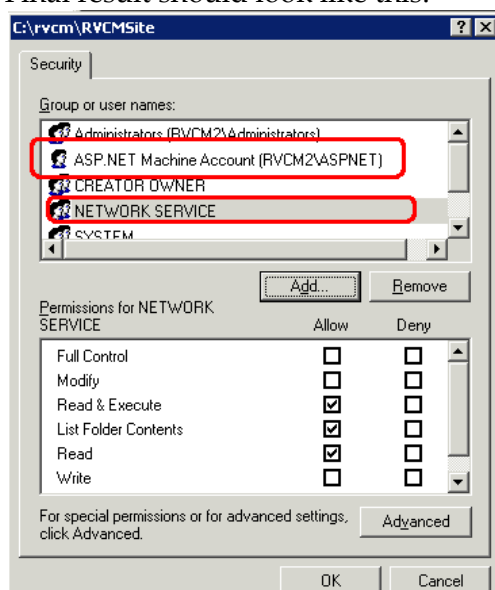 Final result should look like this:
C:\rvcm\RVCMSite
Security
Group or user names:
Administrators (RVCM2\Administrators)
ASP.NET Machine Account (RVCM2\ASPNET)
CREATOR OWNER
NETWORK SERVICE
SYSTEM
Add... Remove
Permissions for NETWORK
SERVICE Allow Deny
Full Control
Modify
Read & Execute
List Folder Contents
Read
Write
For special permissions or for advanced settings,
click Advanced.
Advanced
OK Cancel